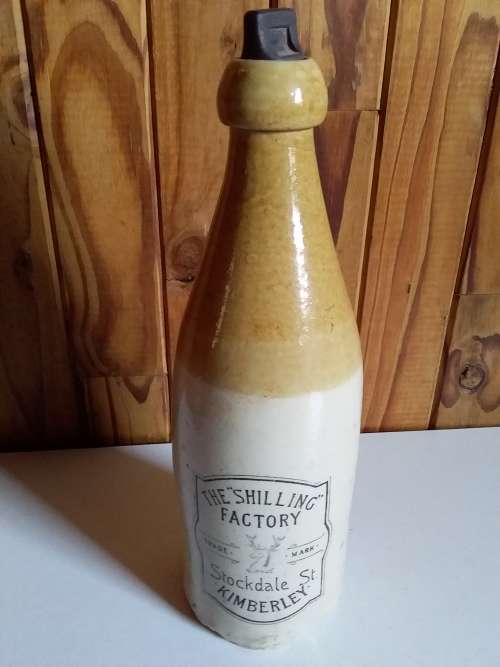 THE "SHILLING"
FACTORY
TRADE MARK
Stockdale St.
KIMBERLEY.